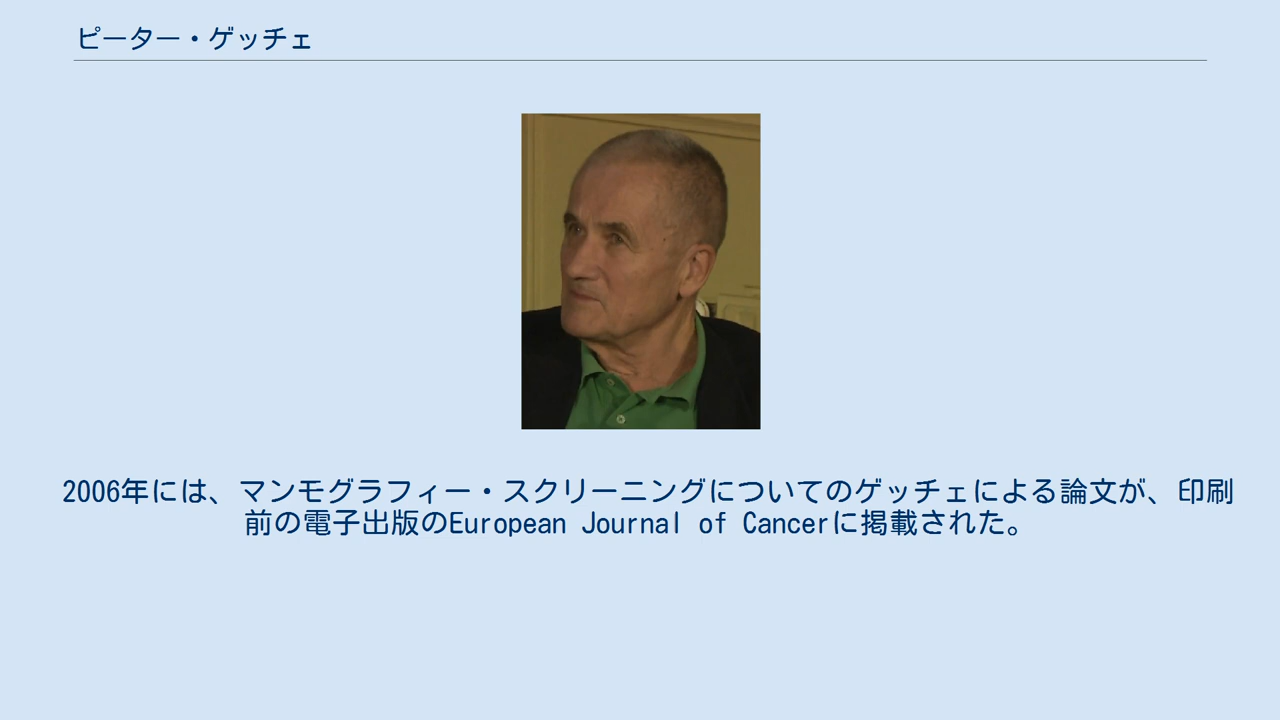 ピーター・ゲッチェ
2006年には、マンモグラフィー・スクリーニングについてのゲッチェによる論文が、印刷
前の電子出版のEuropean Journal of Cancerに掲載された。